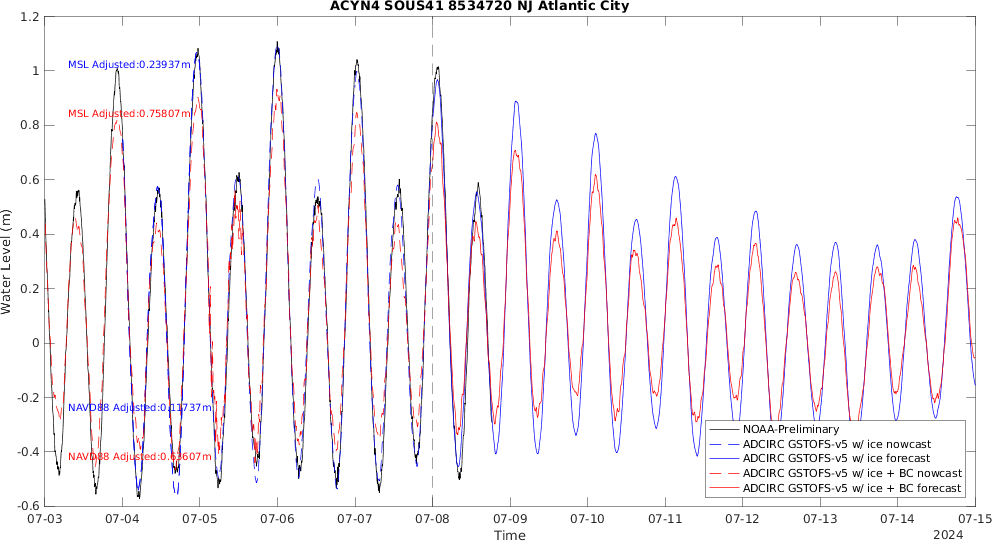 ACYN4 SOUS41 8534720 NJ Atlantic City
1.2
1
0.8
0.6
0.4
0.2
0
-0.2
-0.4
-0.6
Water Level (m)
MSL Adjusted:0.23937m
MSL Adjusted:0.75807m
NAVD88 Adjusted:0.11737m
NAVD88 Adjusted:0.63607m
NOAA-Preliminary
ADCIRC GSTOFS-v5 w/ ice nowcast
ADCIRC GSTOFS-v5 w/ ice forecast
ADCIRC GSTOFS-v5 w/ ice + BC nowcast
ADCIRC GSTOFS-v5 w/ ice + BC forecast
07-03 07-04 07-05 07-06 07-07 07-08 07-09 07-10 07-11 07-12 07-13 07-14 07-15
Time
2024